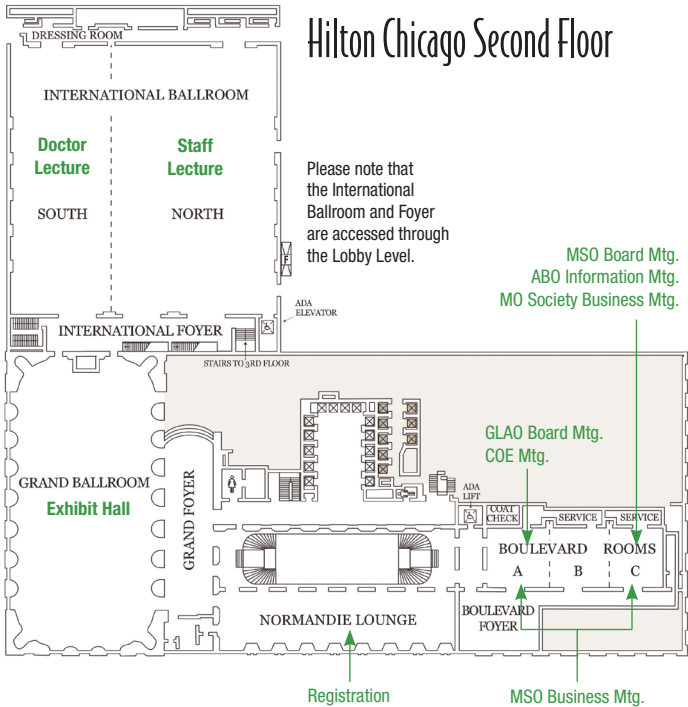 Hilton Chicago Second Floor
DRESSING ROOM
INTERNATIONAL BALLROOM
Doctor
Lecture
Staff
Lecture
SOUTH
NORTH
Please note that
the International
Ballroom and Foyer
are accessed through
the Lobby Level.
F
MSO Board Mtg.
ABO Information Mtg.
MO Society Business Mtg.
ADA
ELEVATOR
INTERNATIONAL FOYER
STAIRS TO 3RD FLOOR
GLAO Board Mtg.
COE Mtg.
GRAND BALLROOM
Exhibit Hall
GRAND FOYER
ADA
LIFT
COAT
CHECK
SERVICE
SERVICE
BOULEVARD
ROOMS
A
B
C
BOULEVARD
FOYER
NORMANDIE LOUNGE
Registration
MSO Business Mtg.